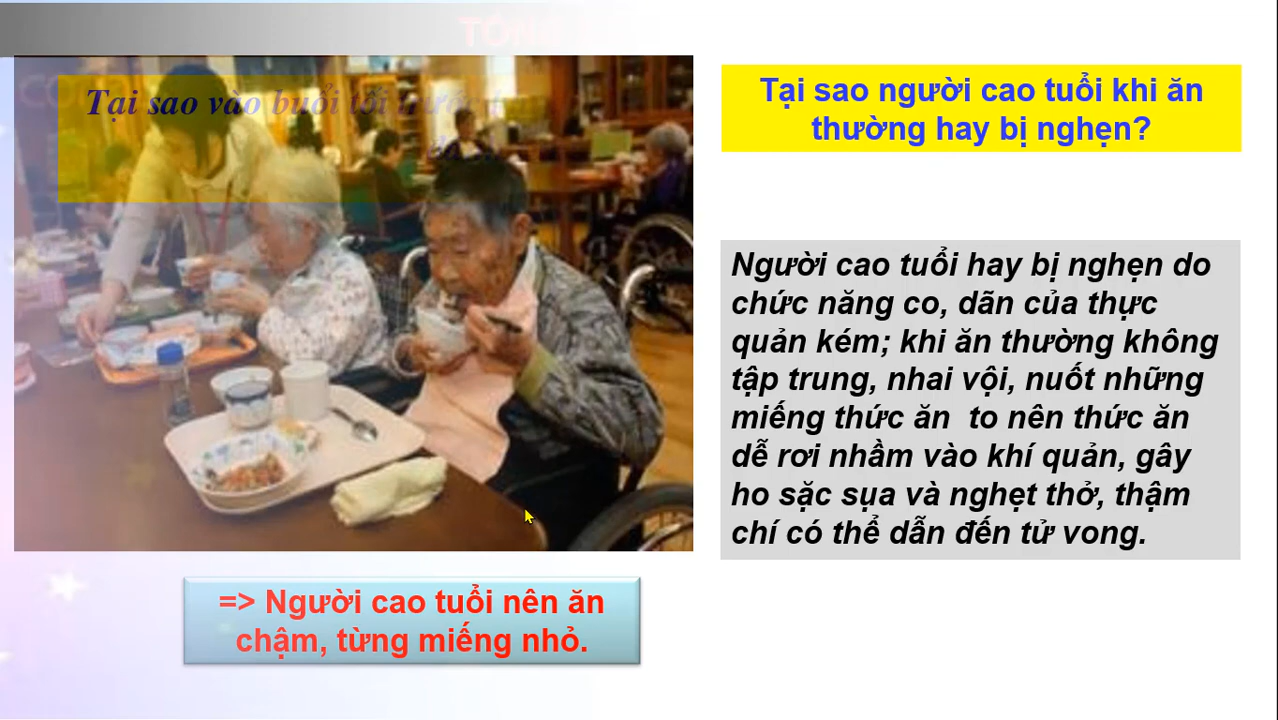 Tại sao vào buổi tối trước
Tại sao người cao tuổi khi ăn
thường hay bị nghẹn?
Người cao tuổi hay bị nghẹn do
chức năng co, dãn của thực
quản kém; khi ăn thường không
tập trung, nhai vội, nuốt những
miếng thức ăn to nên thức ăn
dễ rơi nhầm vào khí quản, gây
ho sặc sụa và nghẹt thở, thậm
chí có thể dẫn đến tử vong.
=> Người cao tuổi nên ăn
chậm, từng miếng nhỏ.